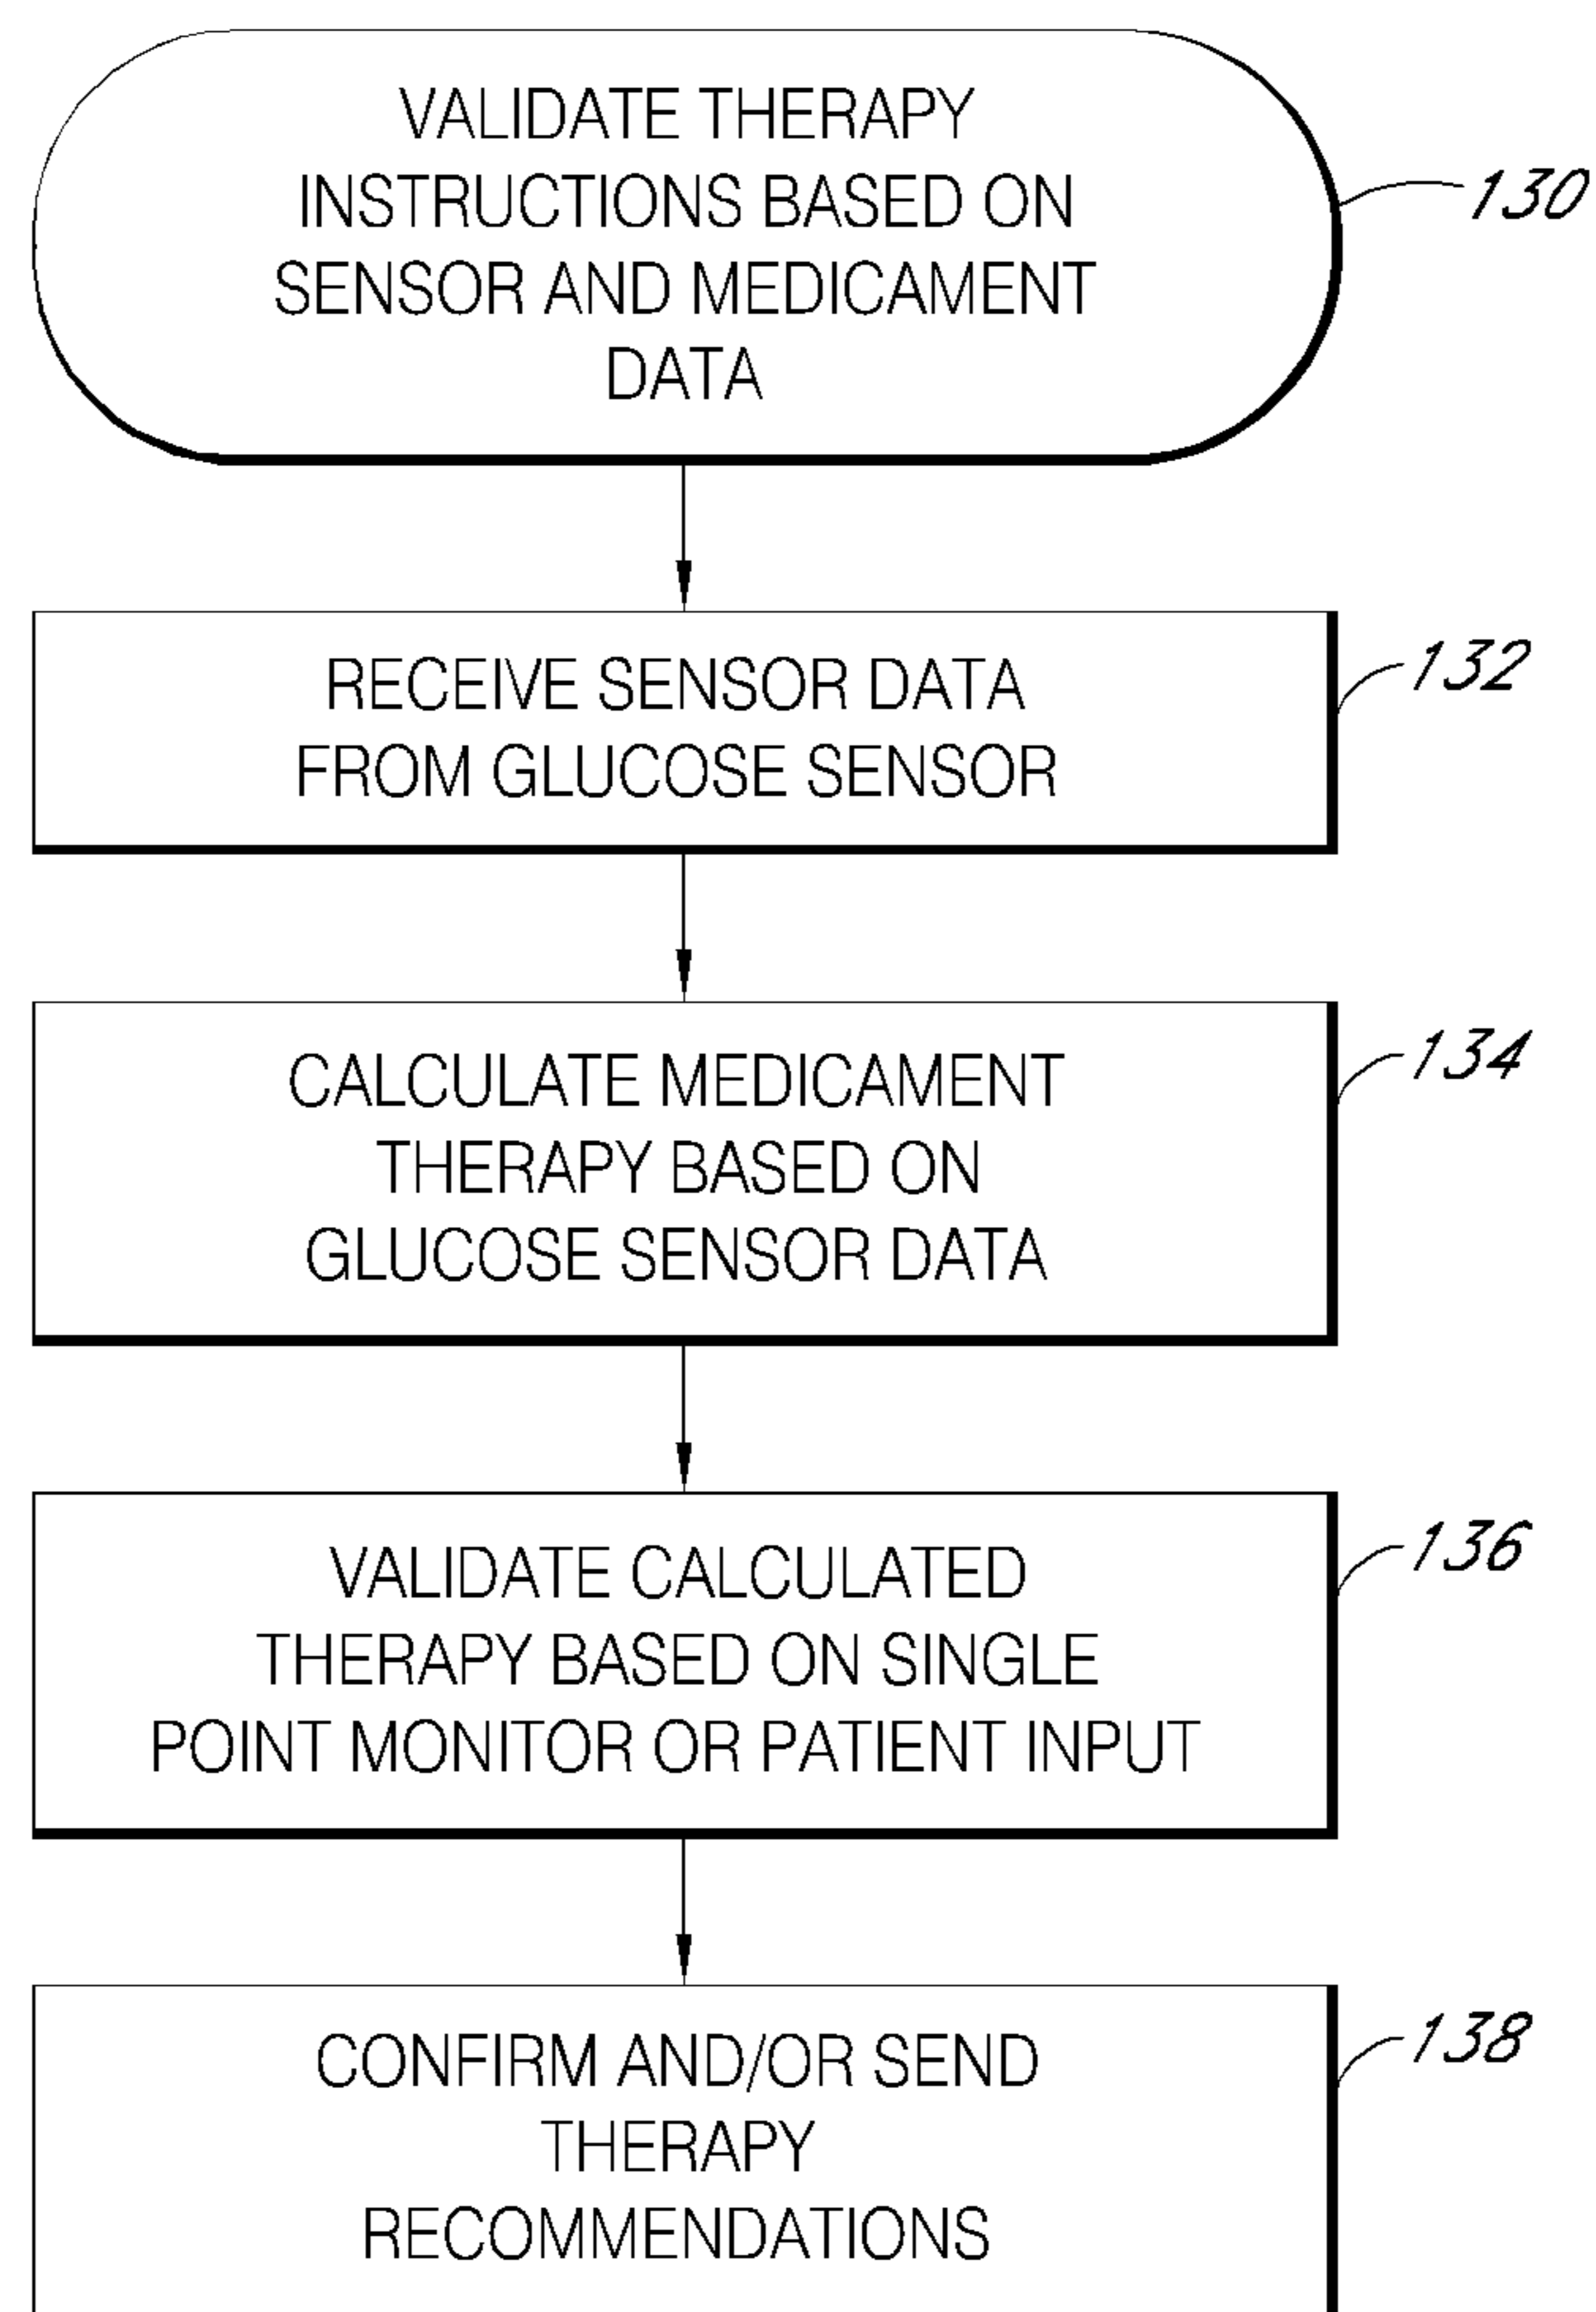 VALIDATE THERAPY
INSTRUCTIONS BASED ON
SENSOR AND MEDICAMENT
DATA
130
RECEIVE SENSOR DATA
FROM GLUCOSE SENSOR
132
CALCULATE MEDICAMENT
THERAPY BASED ON
GLUCOSE SENSOR DATA
134
VALIDATE CALCULATED
THERAPY BASED ON SINGLE
POINT MONITOR OR PATIENT INPUT
136
CONFIRM AND/OR SEND
THERAPY
RECOMMENDATIONS
138